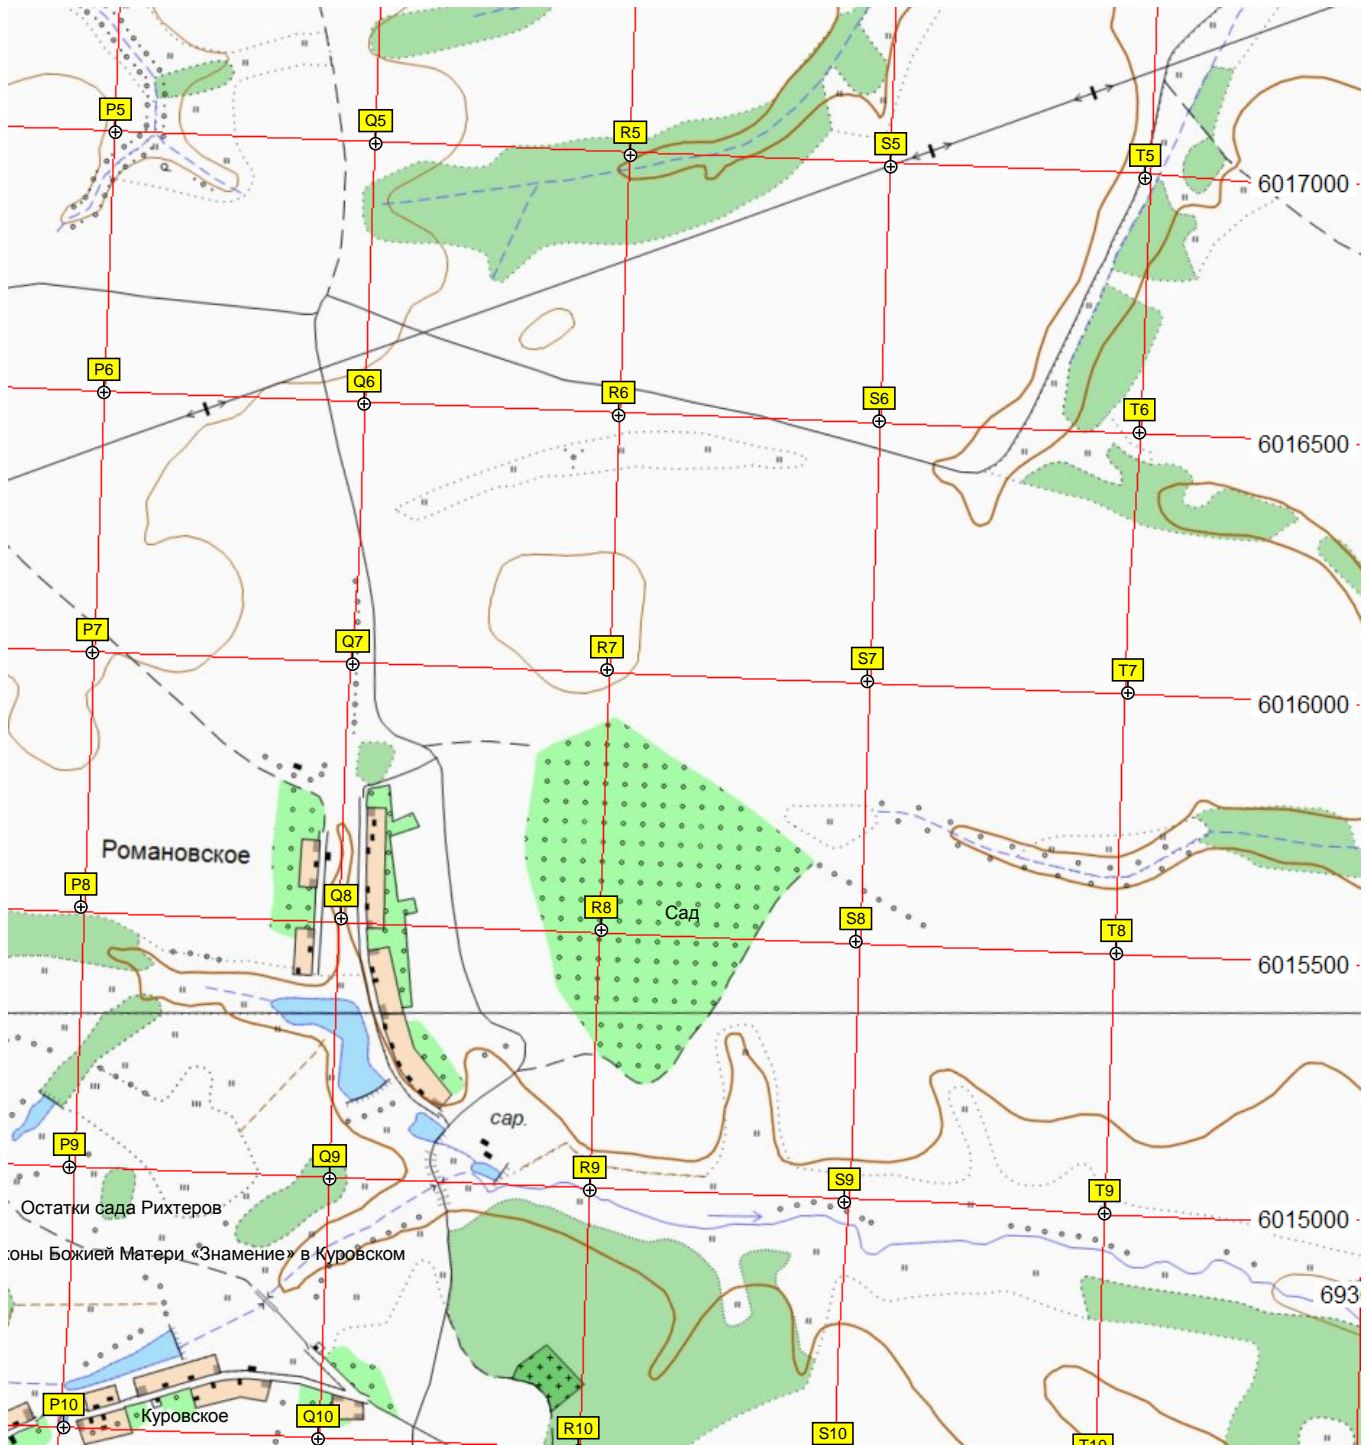 P5
Q5
R5
S5
T5
6017000
P6
Q6
R6
S6
T6
6016500
P7
Q7
R7
S7
T7
6016000
Романовское
P8
Q8
R8
Сад
S8
T8
6015500
сар.
P9
Q9
R9
S9
T9
Остатки сада Рихтеров
6015000
Божией Матери «Знамение» в Куровском
693
P10
Куровское
Q10
R10
S10
T10